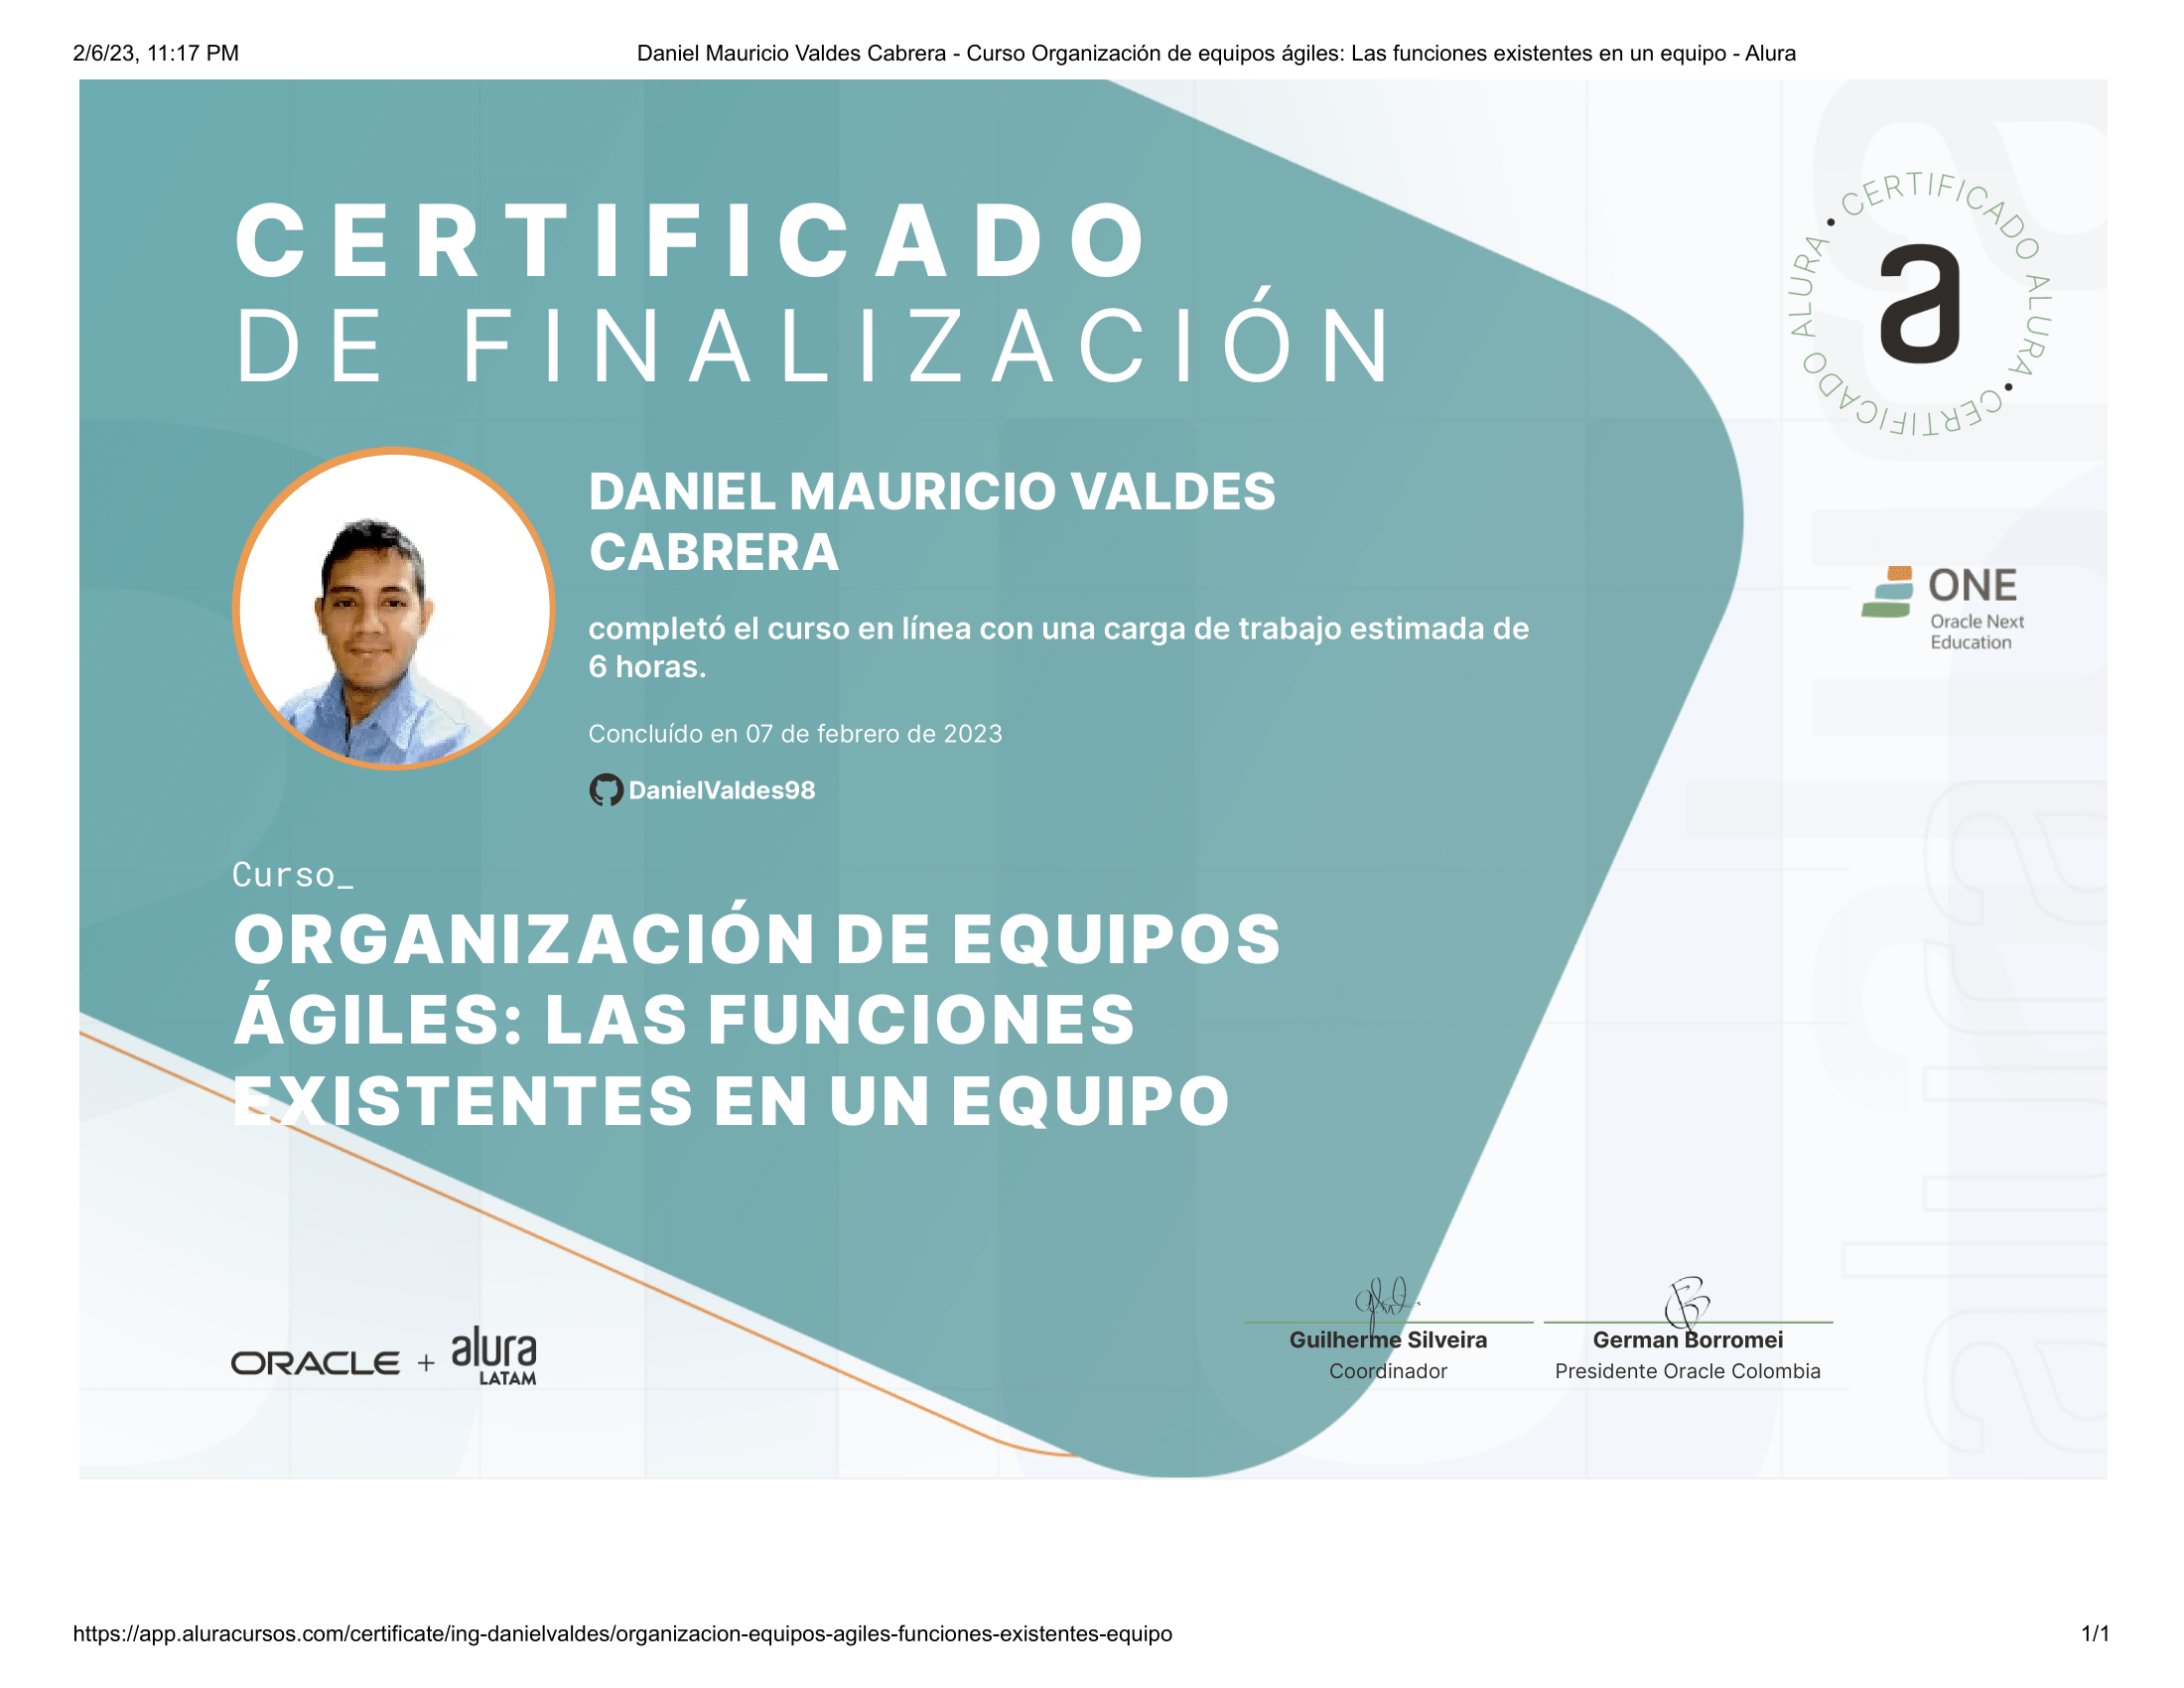 2/6/23, 11:17 PM
Daniel Mauricio Valdes Cabrera - Curso Organización de equipos ágiles: Las funciones existentes en un equipo - Alura
CERTIFICADO
DE FINALIZACIÓN
• CERTIFICADO ALURA • CERTIFICADO ALURA
a
DANIEL MAURICIO VALDES
CABRERA
completó el curso en línea con una carga de trabajo estimada de
6 horas.
Concluído en 07 de febrero de 2023
DanielValdes98
ONE
Oracle Next
Education
Curso_
ORGANIZACIÓN DE EQUIPOS
ÁGILES: LAS FUNCIONES
EXISTENTES EN UN EQUIPO
alura
ORACLE + alura
LATAM
Guilherme Silveira
Coordinador
German Borromei
Presidente Oracle Colombia
https://app.aluracursos.com/certificate/ing-danielvaldes/organizacion-equipos-agiles-funciones-existentes-equipo
1/1